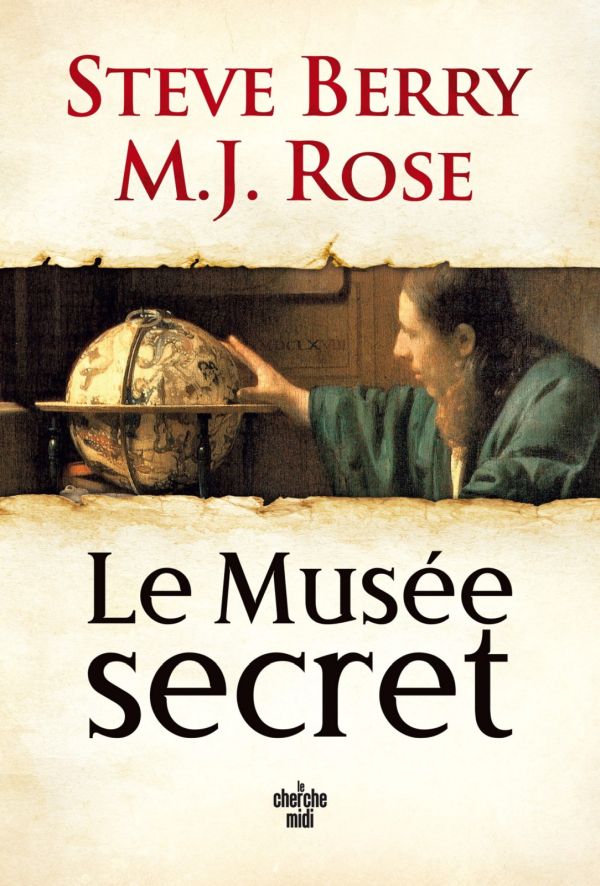 STEVE BERRY
M.J. ROSE
LE MUSÉE
secret
le
cherche
midi